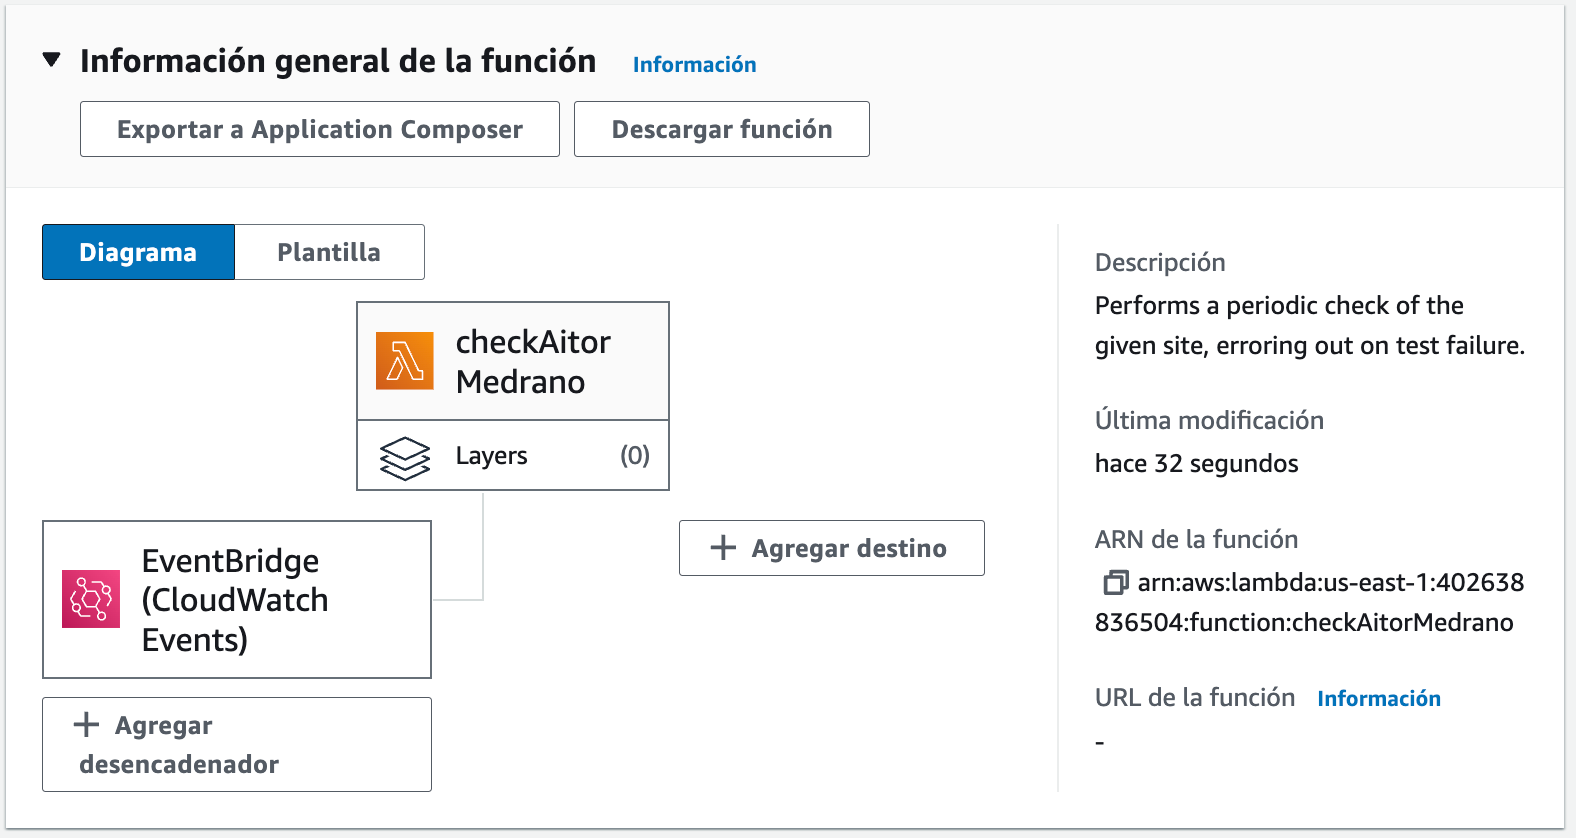 Información general de la función Información
Exportar a Application Composer Descargar función
Diagrama Plantilla
checkAitor
Medrano
Layers (0)
EventBridge
(CloudWatch
Events)
+ Agregar
desencadenador
+ Agregar destino
Descripción
Performs a periodic check of the
given site, erroring out on test failure.
Última modificación
hace 32 segundos
ARN de la función
arn:aws:lambda:us-east-1:402638
836504:function:checkAitorMedrano
URL de la función Información
-